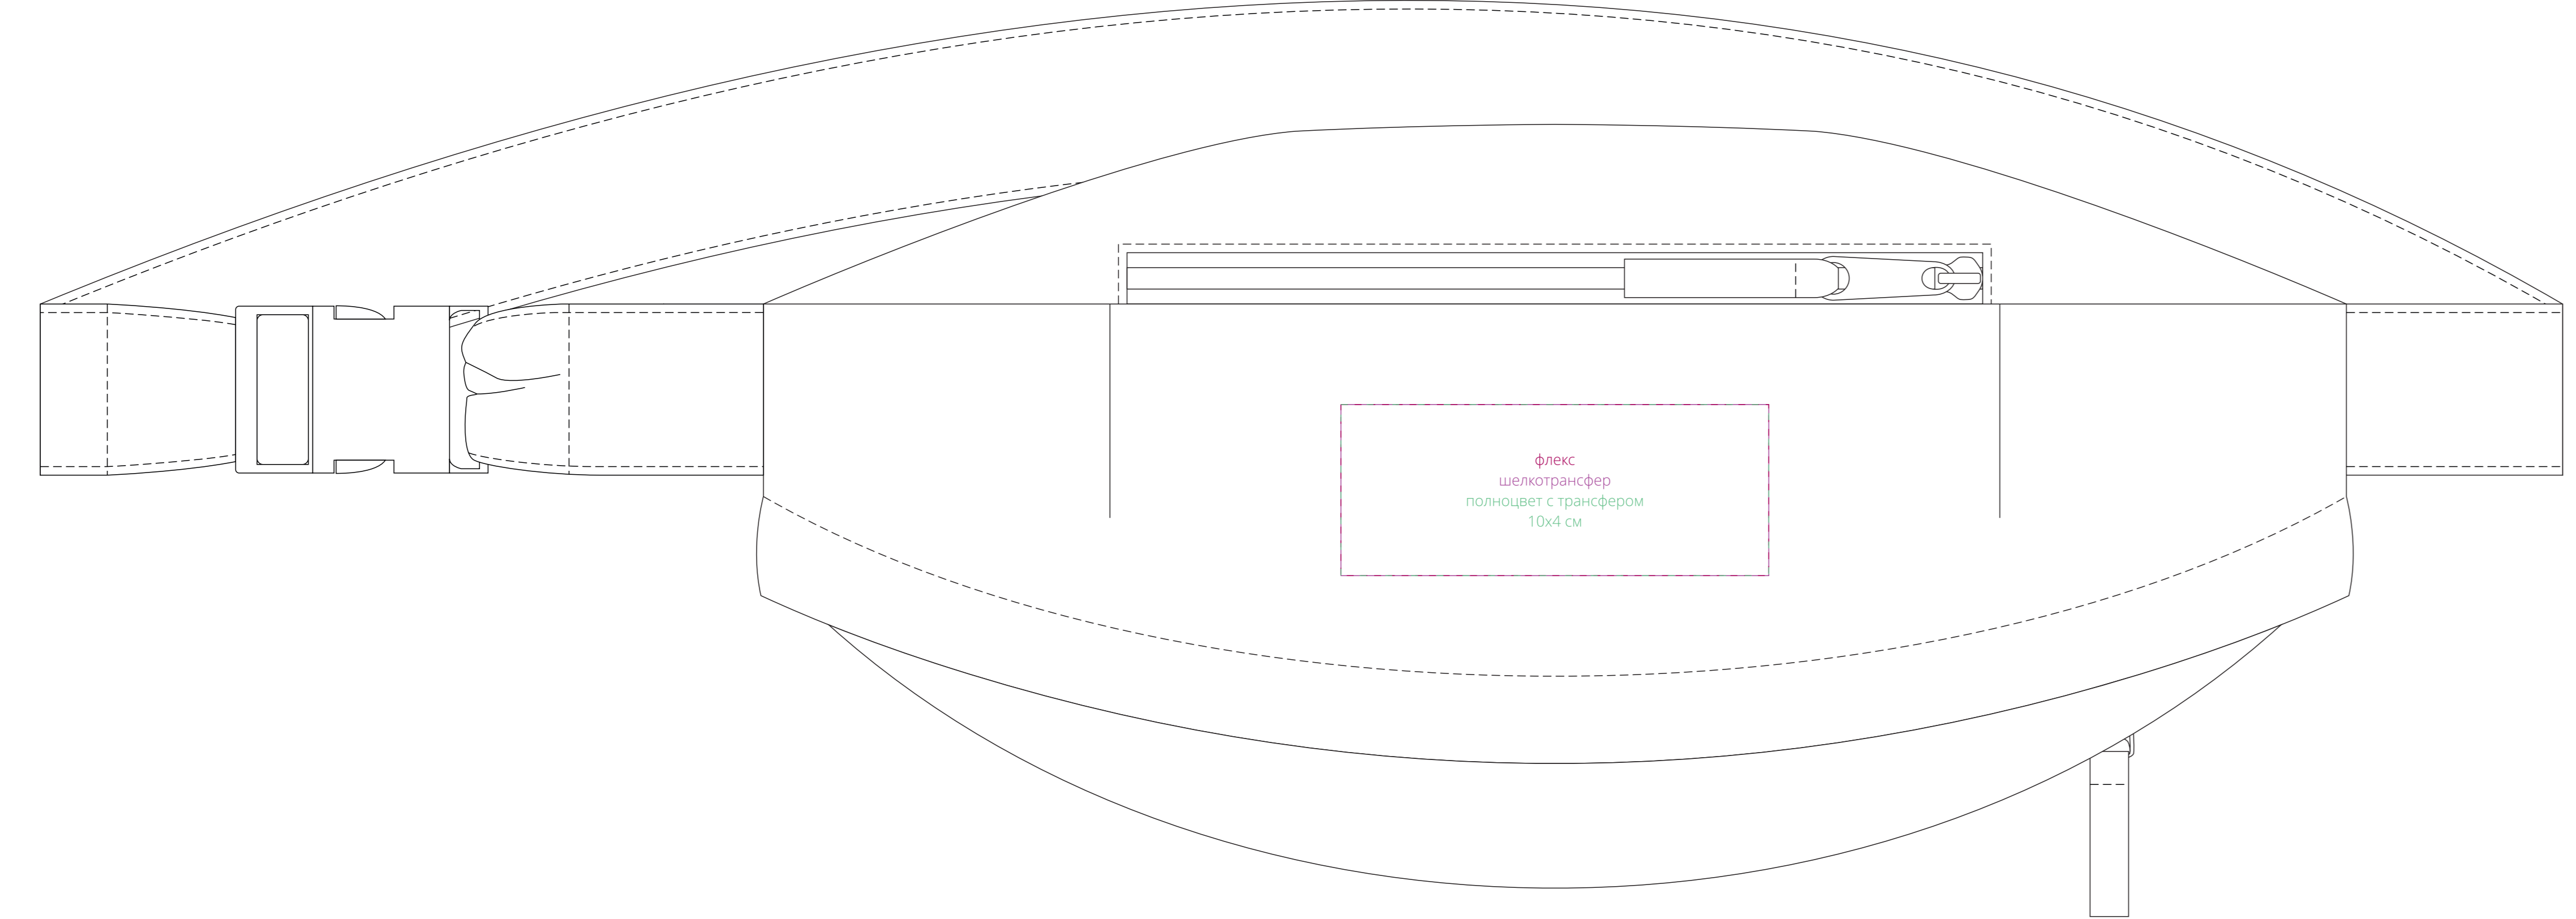 флекс
шелкотрансфер
полноцвет с трансфером
10х4 см